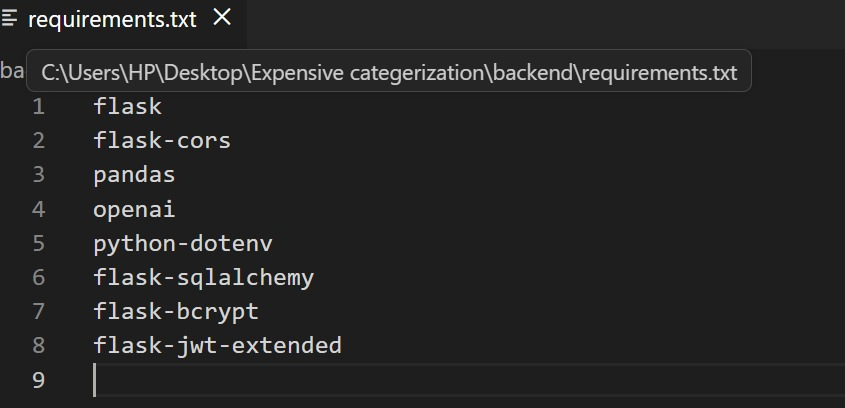 requirements.txt
ba
C:\Users\HP\Desktop\Expensive categerization\backend\requirements.txt
1 flask
2 flask-cors
3 pandas
4 openai
5 python-dotenv
6 flask-sqlalchemy
7 flask-bcrypt
8 flask-jwt-extended
9